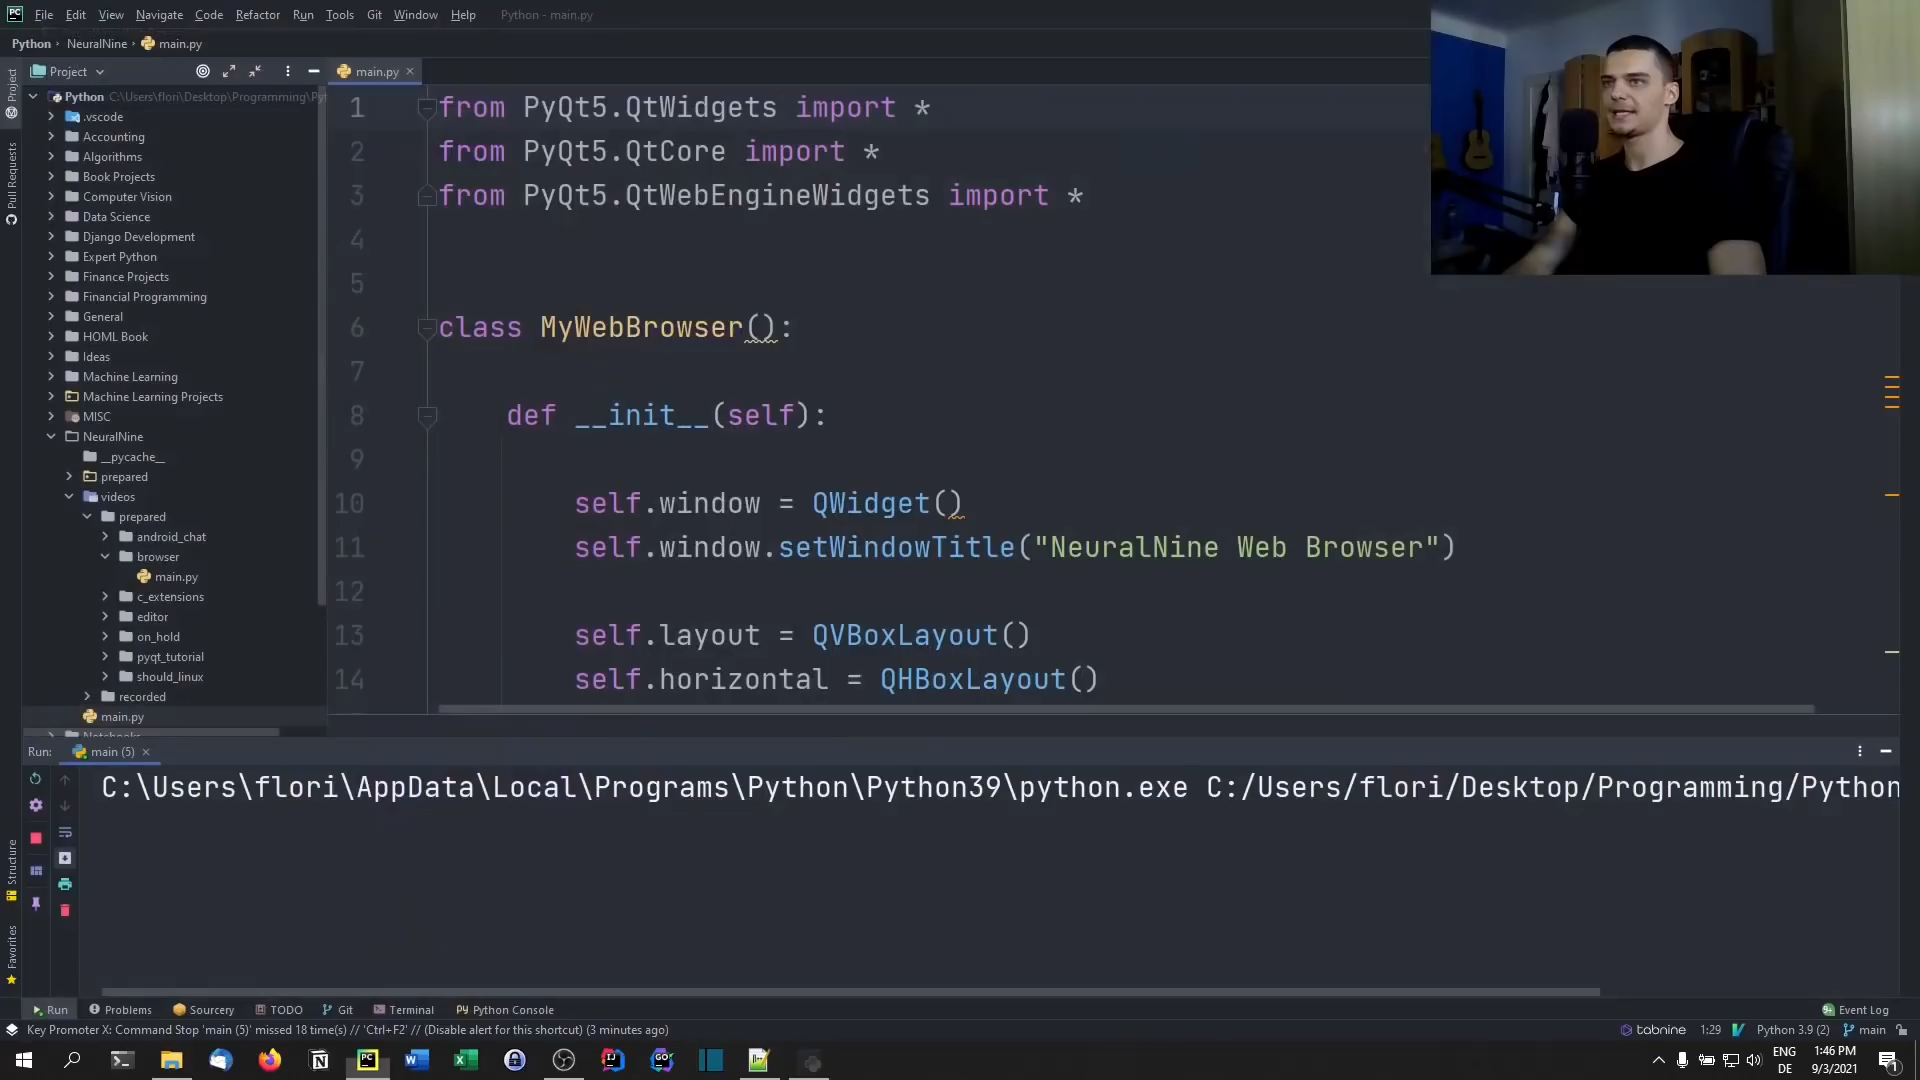 File Edit View Navigate Code Refactor Run Tools Git Window Help Python - main.py
Python NeuralNine main.py
Project
main.py
Project
Pull Requests
Python C:\Users\flori\Desktop\Programming\Pyt
.vscode
Accounting
Algorithms
Book Projects
Computer Vision
Data Science
Django Development
Expert Python
Finance Projects
Financial Programming
General
HOML Book
Ideas
Machine Learning
Machine Learning Projects
MISC
NeuralNine
__pycache__
prepared
videos
prepared
android_chat
browser
main.py
c_extensions
editor
on_hold
pyqt_tutorial
should_linux
recorded
main.py
Notebooks
1 from PyQt5.QtWidgets import *
2 from PyQt5.QtCore import *
3 from PyQt5.QtWebEngineWidgets import *
4
5
6 class MyWebBrowser():
7
8 def __init__(self):
9
10 self.window = QWidget()
11 self.window.setWindowTitle("NeuralNine Web Browser")
12
13 self.layout = QVBoxLayout()
14 self.horizontal = QHBoxLayout()
Run: main (5)
C:\Users\flori\AppData\Local\Programs\Python\Python39\python.exe C:/Users/flori/Desktop/Programming/Python
Structure
Favorites
Run Problems Sourcery TODO Git Terminal Python Console Event Log
Key Promoter X: Command Stop 'main (5)' missed 18 time(s) // 'Ctrl+F2' // (Disable alert for this shortcut) (3 minutes ago) tabnine 1:29 Python 3.9 (2) main
ENG
DE
1:46 PM
9/3/2021